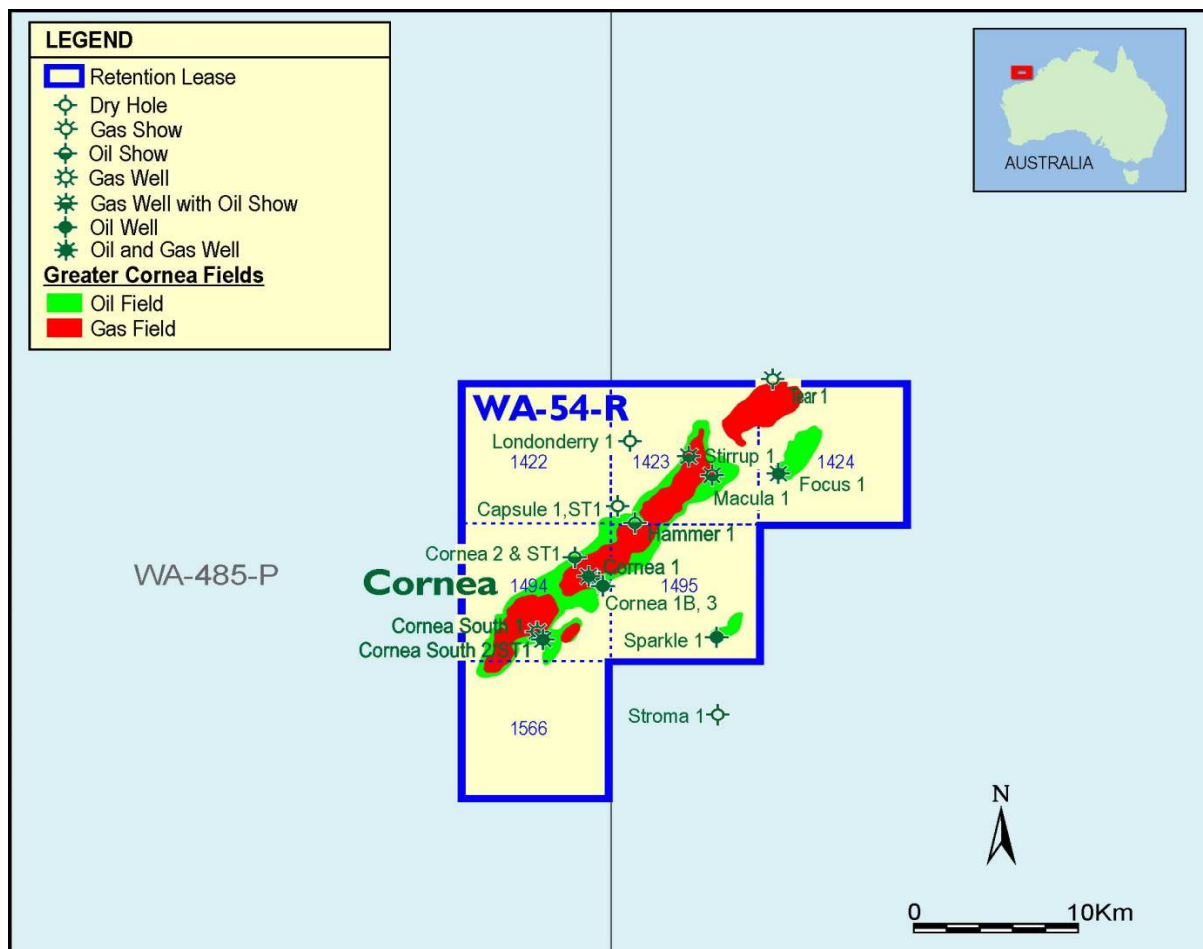 LEGEND
Retention Lease
Dry Hole
Gas Show
Oil Show
Gas Well
Gas Well with Oil Show
Oil Well
Oil and Gas Well
Greater Cornea Fields
Oil Field
Gas Field
AUSTRALIA
WA-54-R
Tear 1
Londonderry 1
1422
1423
Stirrup 1
1424
Macula 1
Focus 1
Capsule 1,ST1
Hammer 1
Cornea 2 & ST1
Cornea 1
WA-485-P
Cornea
1494
1495
Cornea 1B, 3
Cornea South 1
Sparkle 1
Cornea South 2/ST1
Stroma 1
1566
N
0 10Km